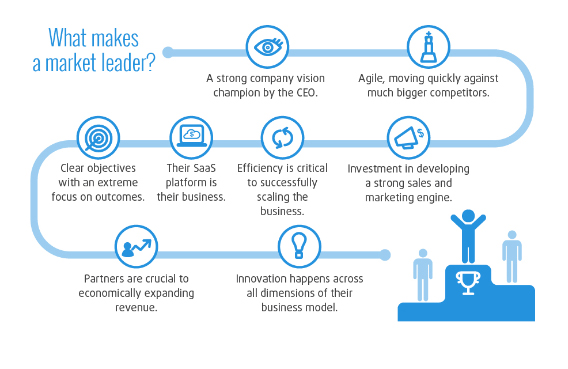 What makes
a market leader?
A strong company vision
champion by the CEO.
Agile, moving quickly against
much bigger competitors.
Clear objectives
with an extreme
focus on outcomes.
Their SaaS
platform is
their business.
Efficiency is critical
to successfully
scaling the
business.
Investment in developing
a strong sales and
marketing engine.
$
$
Partners are crucial to
economically expanding
revenue.
Innovation happens across
all dimensions of their
business model.